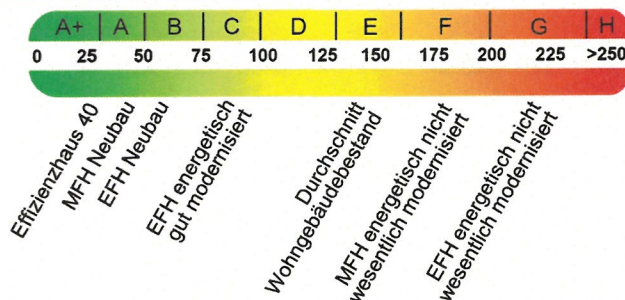 A+ A B C D E F G H
0 25 50 75 100 125 150 175 200 225 >250
Effizienzhaus 40
MFH Neubau
EFH Neubau
EFH energetisch
gut modernisiert
Durchschnitt
Wohngebäudebestand
MFH energetisch nicht
wesentlich modernisiert
EFH energetisch nicht
wesentlich modernisiert